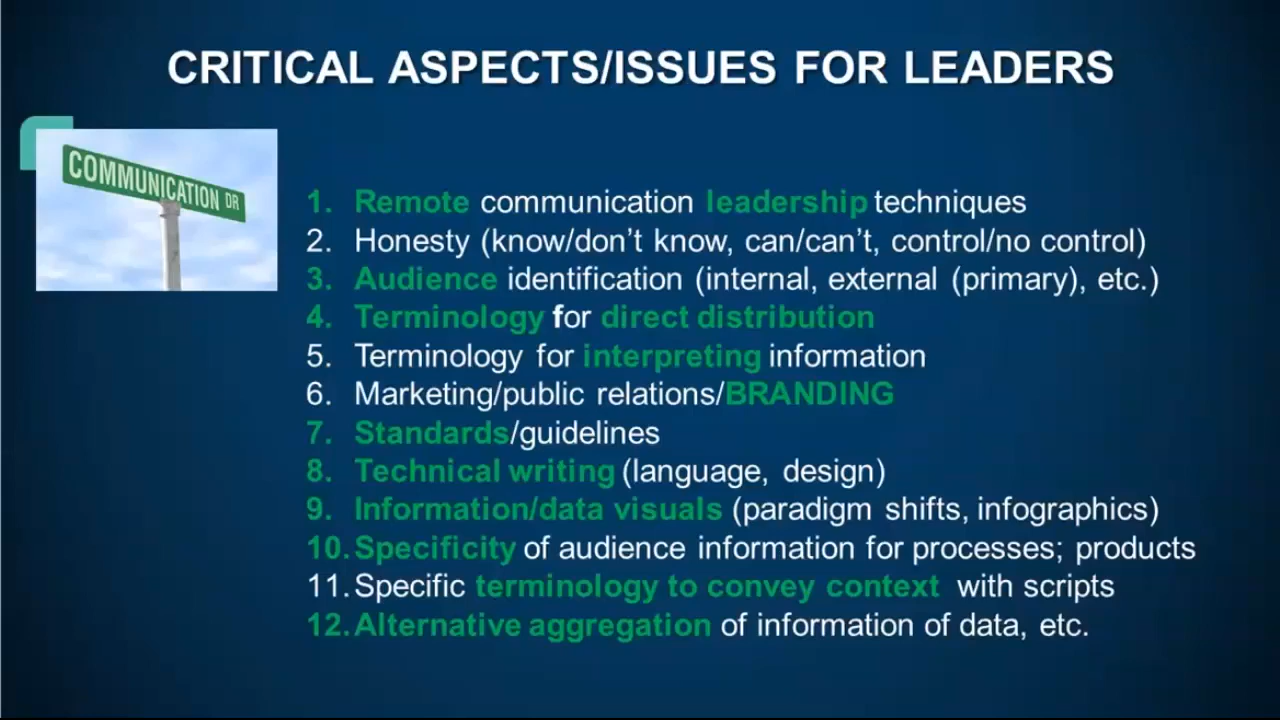 CRITICAL ASPECTS/ISSUES FOR LEADERS
COMMUNICATION DR
1. Remote communication leadership techniques
2. Honesty (know/don’t know, can/can’t, control/no control)
3. Audience identification (internal, external (primary), etc.)
4. Terminology for direct distribution
5. Terminology for interpreting information
6. Marketing/public relations/BRANDING
7. Standards/guidelines
8. Technical writing (language, design)
9. Information/data visuals (paradigm shifts, infographics)
10. Specificity of audience information for processes; products
11. Specific terminology to convey context with scripts
12. Alternative aggregation of information of data, etc.